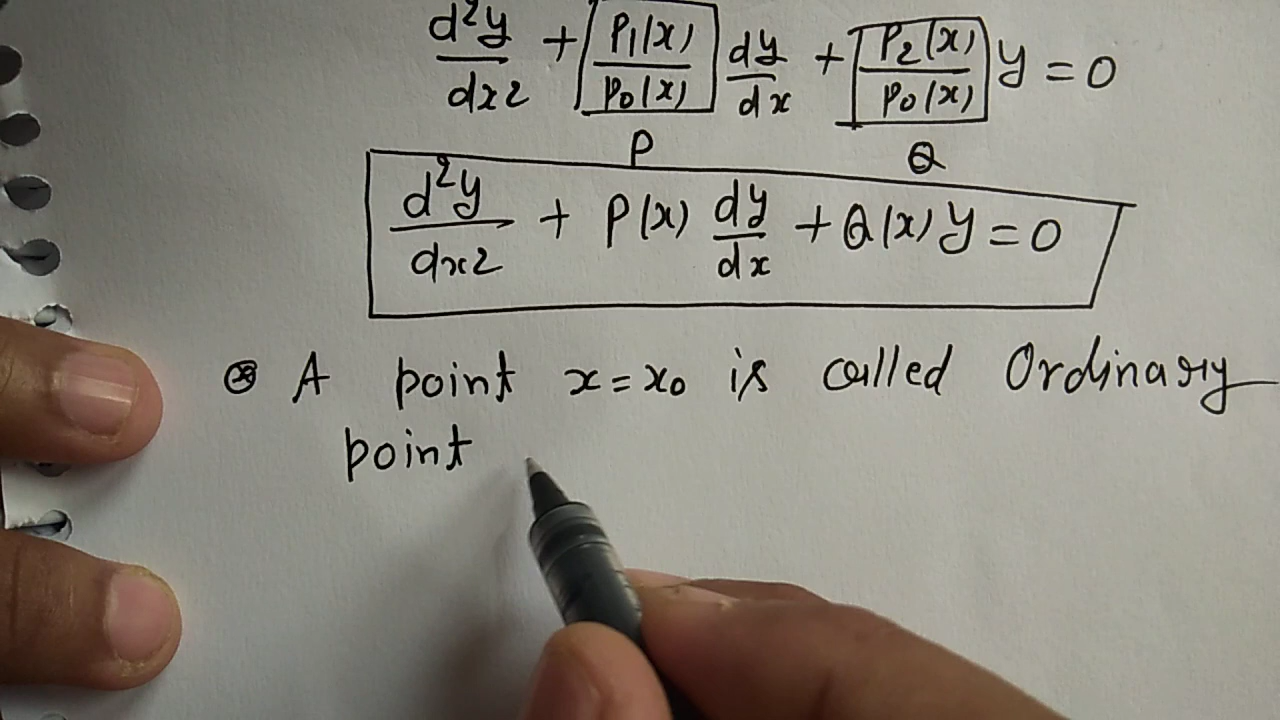 d²y/dx2 + P1(x)/P0(x) dy/dx + P2(x)/P0(x) y = 0
P Q
d²y/dx2 + P(x) dy/dx + Q(x) y = 0
⊛ A point x = x0 is called Ordinary
point